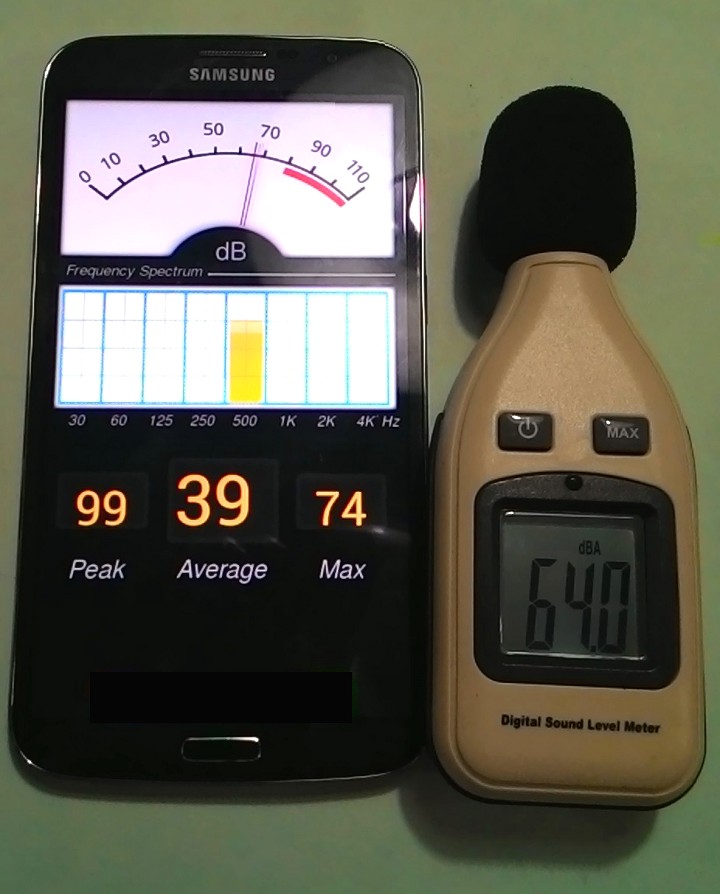 SAMSUNG
0 10 30 50 70 90 110
dB
Frequency Spectrum
30 60 125 250 500 1K 2K 4K Hz
99 39 74
Peak Average Max
MAX
dBA
64.0
Digital Sound Level Meter